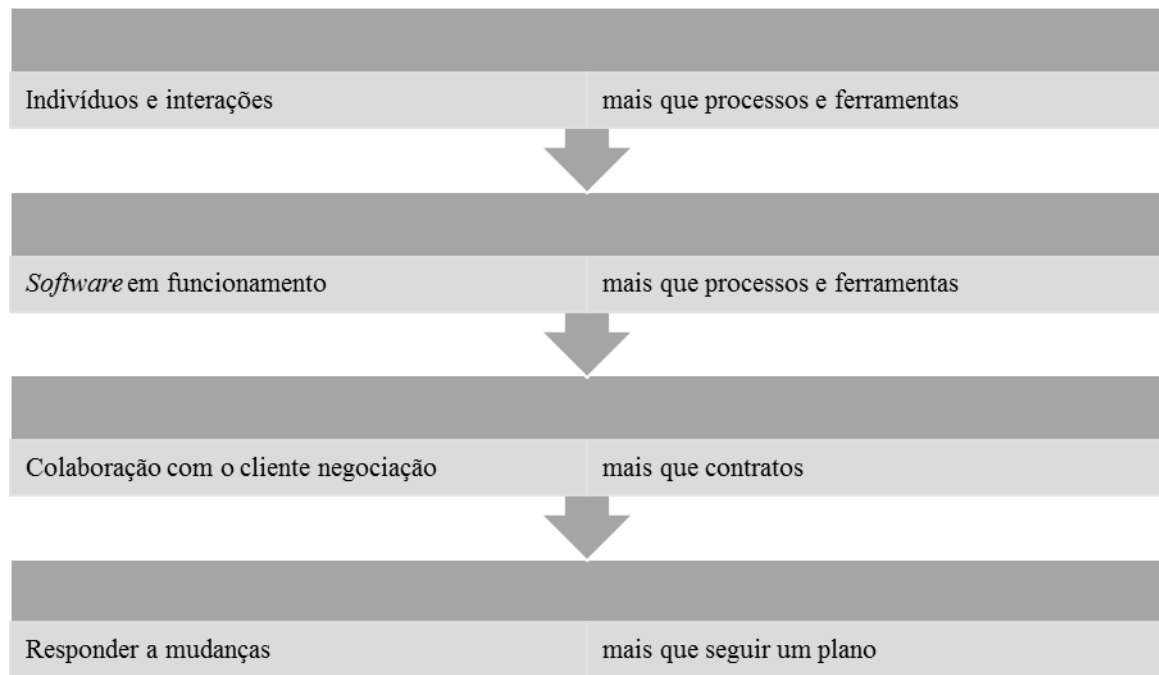 Indivíduos e interações
mais que processos e ferramentas
Software em funcionamento
mais que processos e ferramentas
Colaboração com o cliente negociação
mais que contratos
Responder a mudanças
mais que seguir um plano